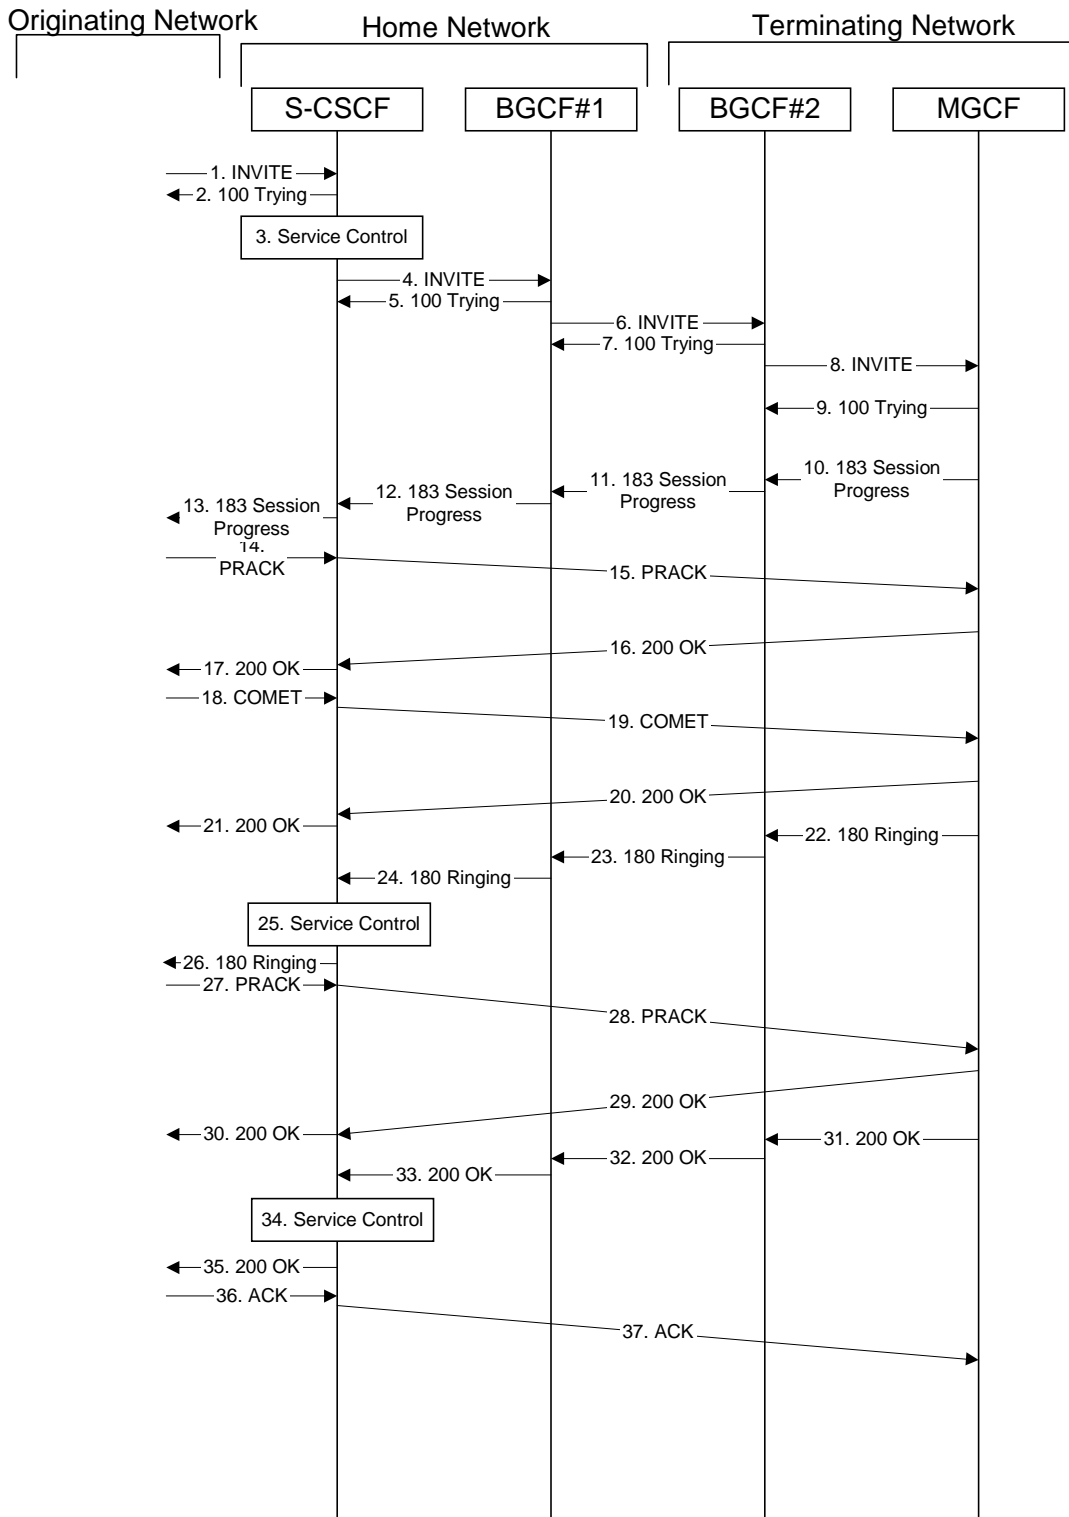 Originating Network
Home Network
Terminating Network
S-CSCF
BGCF#1
BGCF#2
MGCF
1. INVITE
2. 100 Trying
3. Service Control
4. INVITE
5. 100 Trying
6. INVITE
7. 100 Trying
8. INVITE
9. 100 Trying
10. 183 Session
Progress
11. 183 Session
Progress
12. 183 Session
Progress
13. 183 Session
Progress
14.
PRACK
15. PRACK
16. 200 OK
17. 200 OK
18. COMET
19. COMET
20. 200 OK
21. 200 OK
22. 180 Ringing
23. 180 Ringing
24. 180 Ringing
25. Service Control
26. 180 Ringing
27. PRACK
28. PRACK
29. 200 OK
30. 200 OK
31. 200 OK
32. 200 OK
33. 200 OK
34. Service Control
35. 200 OK
36. ACK
37. ACK